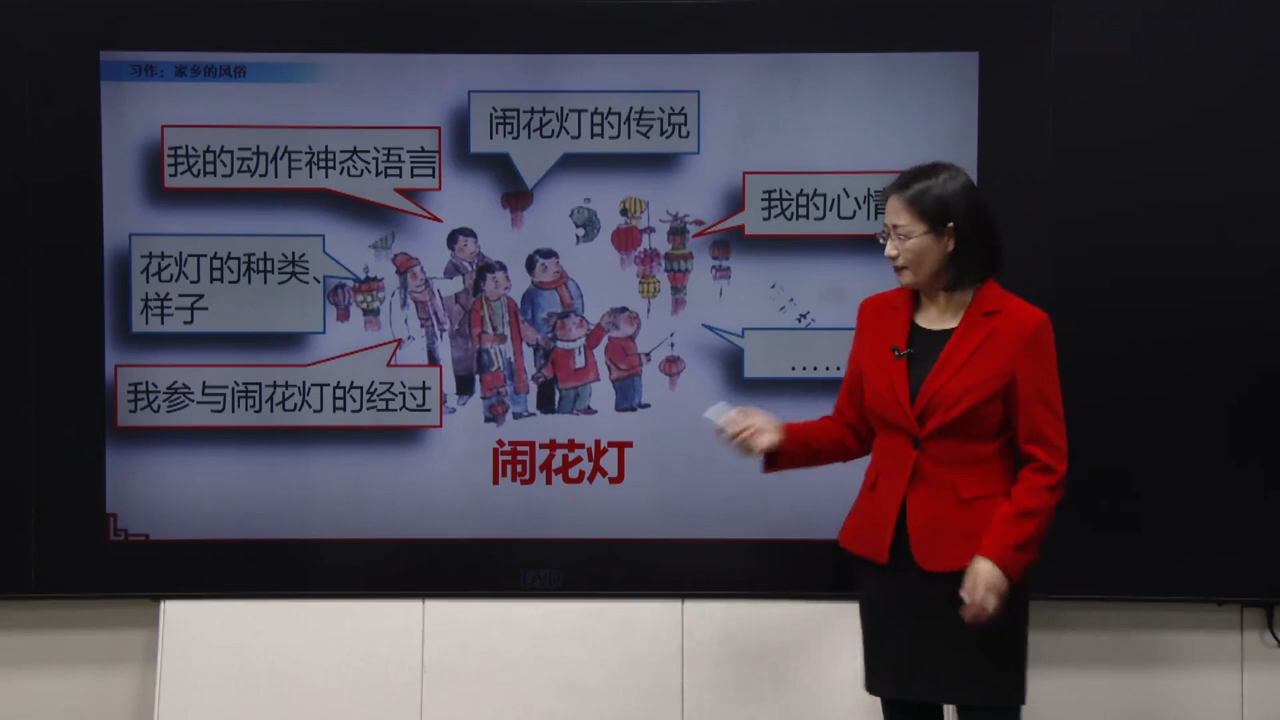 习作：家乡的风俗
闹花灯的传说
我的动作神态语言
我的心情
花灯的种类、
样子
……
我参与闹花灯的经过
闹花灯